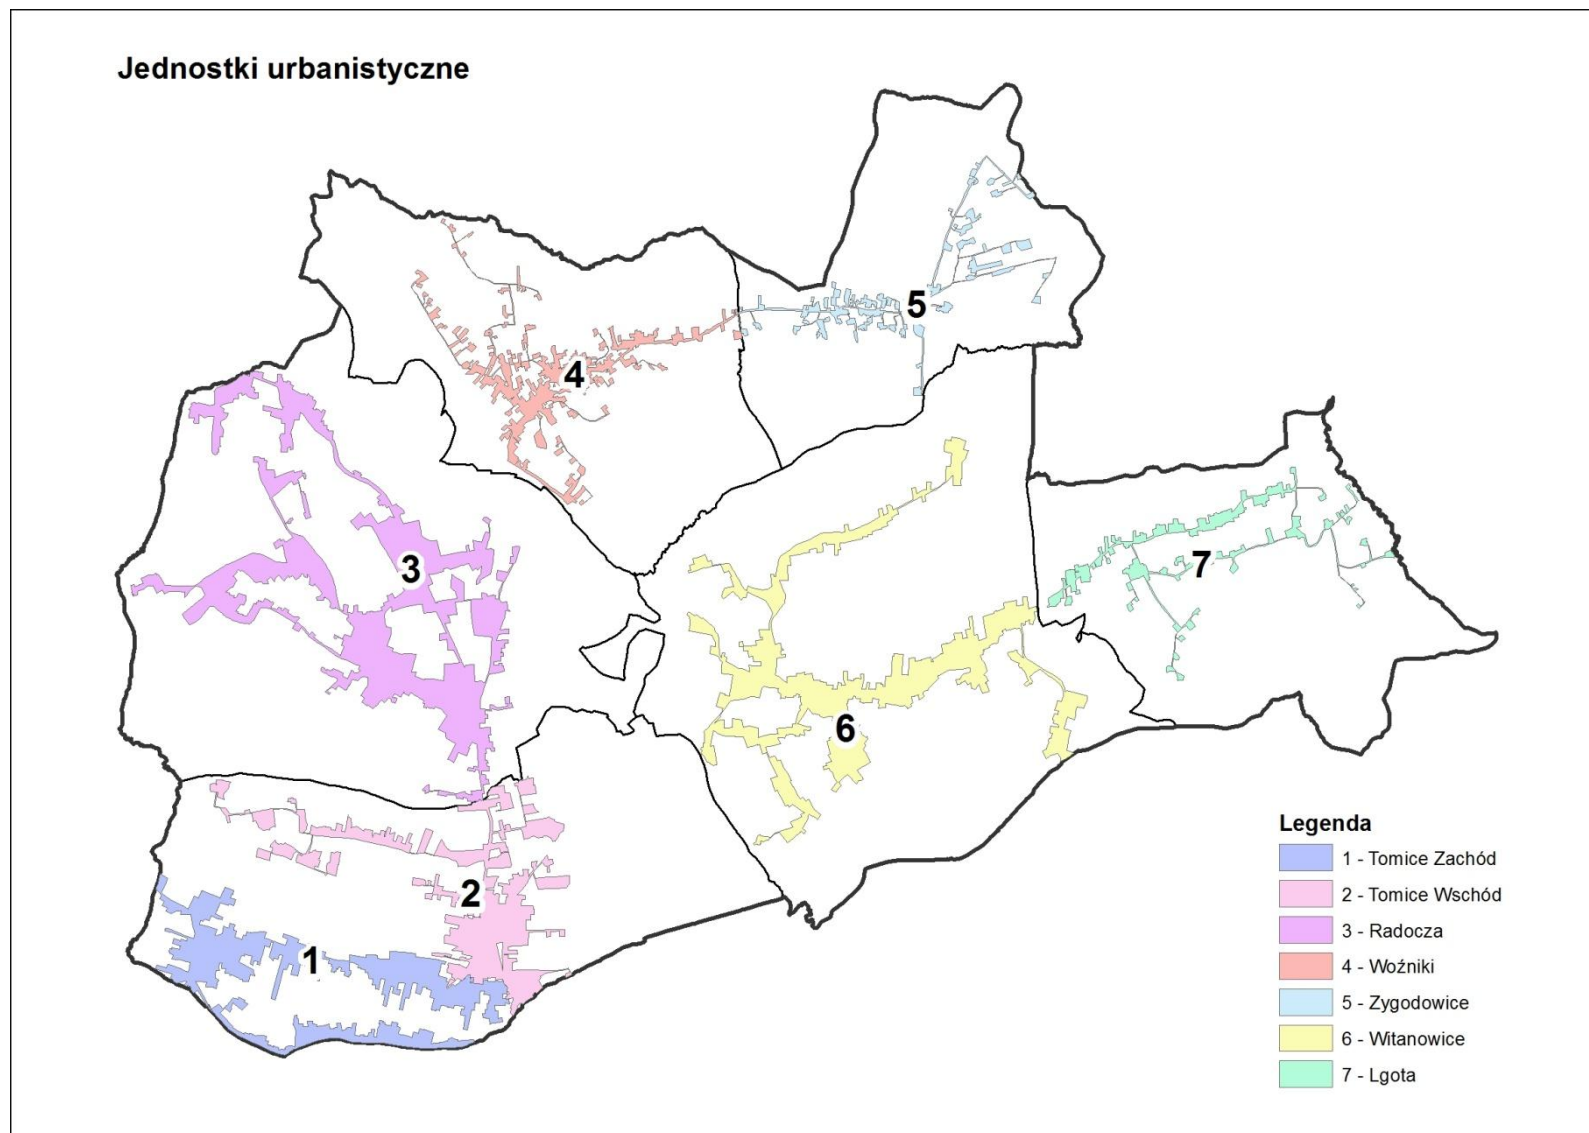 Jednostki urbanistyczne
5
4
3
7
6
2
1
Legenda
1 - Tomice Zachód
2 - Tomice Wschód
3 - Radocza
4 - Woźniki
5 - Zygodowice
6 - Witanowice
7 - Lgota